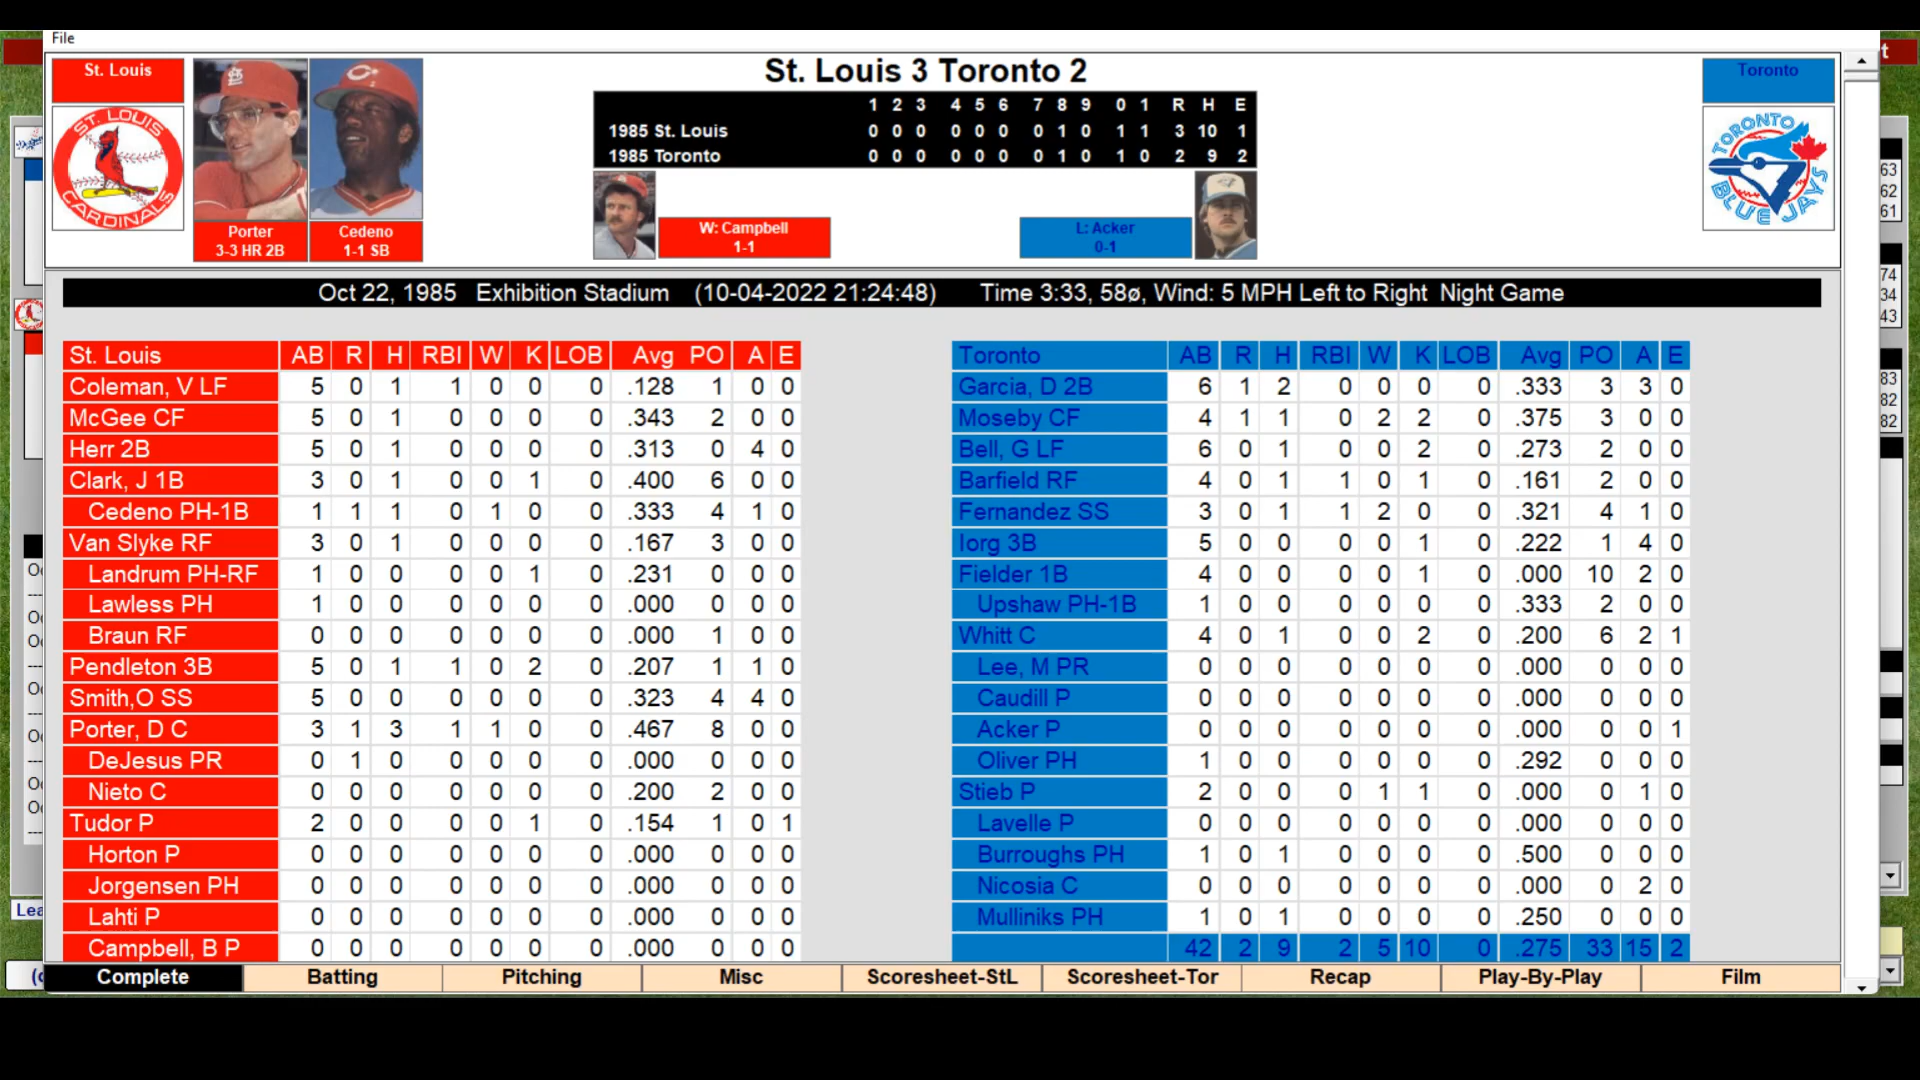 File
St. Louis
ST. LOUIS
CARDINALS
Porter
3-3 HR 2B
Cedeno
1-1 SB
St. Louis 3 Toronto 2
1 2 3 4 5 6 7 8 9 0 1 R H E
1985 St. Louis 0 0 0 0 0 0 0 1 0 1 1 3 10 1
1985 Toronto 0 0 0 0 0 0 0 1 0 1 0 2 9 2
W: Campbell
1-1
L: Acker
0-1
Toronto
TORONTO
BLUE JAYS
Oct 22, 1985 Exhibition Stadium (10-04-2022 21:24:48) Time 3:33, 58ø, Wind: 5 MPH Left to Right Night Game
St. Louis AB R H RBI W K LOB Avg PO A E
Coleman, V LF 5 0 1 1 0 0 0 .128 1 0 0
McGee CF 5 0 1 0 0 0 0 .343 2 0 0
Herr 2B 5 0 1 0 0 0 0 .313 0 4 0
Clark, J 1B 3 0 1 0 0 1 0 .400 6 0 0
Cedeno PH-1B 1 1 1 0 1 0 0 .333 4 1 0
Van Slyke RF 3 0 1 0 0 0 0 .167 3 0 0
Landrum PH-RF 1 0 0 0 0 1 0 .231 0 0 0
Lawless PH 1 0 0 0 0 0 0 .000 0 0 0
Braun RF 0 0 0 0 0 0 0 .000 1 0 0
Pendleton 3B 5 0 1 1 0 2 0 .207 1 1 0
Smith,O SS 5 0 0 0 0 0 0 .323 4 4 0
Porter, D C 3 1 3 1 1 0 0 .467 8 0 0
DeJesus PR 0 1 0 0 0 0 0 .000 0 0 0
Nieto C 0 0 0 0 0 0 0 .200 2 0 0
Tudor P 2 0 0 0 0 1 0 .154 1 0 1
Horton P 0 0 0 0 0 0 0 .000 0 0 0
Jorgensen PH 0 0 0 0 0 0 0 .000 0 0 0
Lahti P 0 0 0 0 0 0 0 .000 0 0 0
Campbell, B P 0 0 0 0 0 0 0 .000 0 0 0
Toronto AB R H RBI W K LOB Avg PO A E
Garcia, D 2B 6 1 2 0 0 0 0 .333 3 3 0
Moseby CF 4 1 1 0 2 2 0 .375 3 0 0
Bell, G LF 6 0 1 0 0 2 0 .273 2 0 0
Barfield RF 4 0 1 1 0 1 0 .161 2 0 0
Fernandez SS 3 0 1 1 2 0 0 .321 4 1 0
Iorg 3B 5 0 0 0 0 1 0 .222 1 4 0
Fielder 1B 4 0 0 0 0 1 0 .000 10 2 0
Upshaw PH-1B 1 0 0 0 0 0 0 .333 2 0 0
Whitt C 4 0 1 0 0 2 0 .200 6 2 1
Lee, M PR 0 0 0 0 0 0 0 .000 0 0 0
Caudill P 0 0 0 0 0 0 0 .000 0 0 0
Acker P 0 0 0 0 0 0 0 .000 0 0 1
Oliver PH 1 0 0 0 0 0 0 .292 0 0 0
Stieb P 2 0 0 0 1 1 0 .000 0 1 0
Lavelle P 0 0 0 0 0 0 0 .000 0 0 0
Burroughs PH 1 0 1 0 0 0 0 .500 0 0 0
Nicosia C 0 0 0 0 0 0 0 .000 0 2 0
Mulliniks PH 1 0 1 0 0 0 0 .250 0 0 0
42 2 9 2 5 10 0 .275 33 15 2
Complete Batting Pitching Misc Scoresheet-StL Scoresheet-Tor Recap Play-By-Play Film